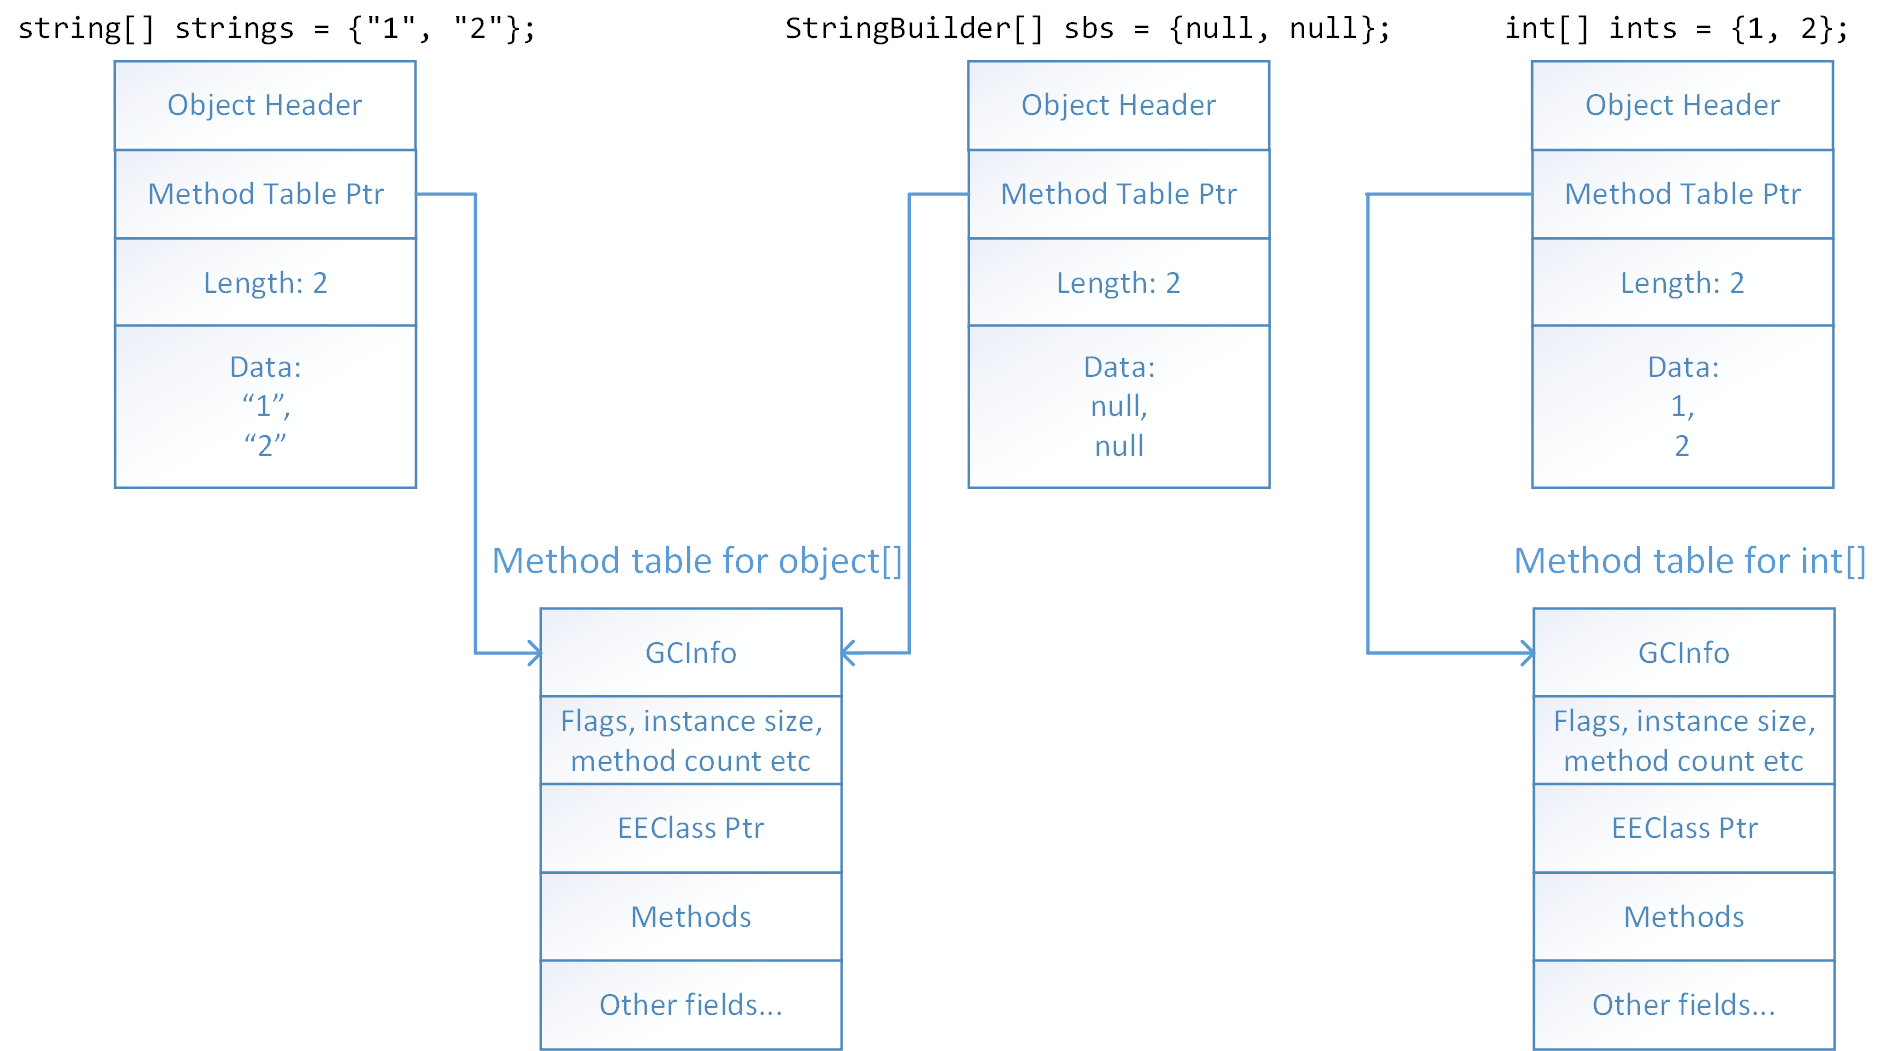 string[] strings = {"1", "2"};
StringBuilder[] sbs = {null, null};
int[] ints = {1, 2};
Object Header
Method Table Ptr
Length: 2
Data:
“1”,
“2”
Object Header
Method Table Ptr
Length: 2
Data:
null,
null
Object Header
Method Table Ptr
Length: 2
Data:
1,
2
Method table for object[]
GCInfo
Flags, instance size,
method count etc
EEClass Ptr
Methods
Other fields...
Method table for int[]
GCInfo
Flags, instance size,
method count etc
EEClass Ptr
Methods
Other fields...